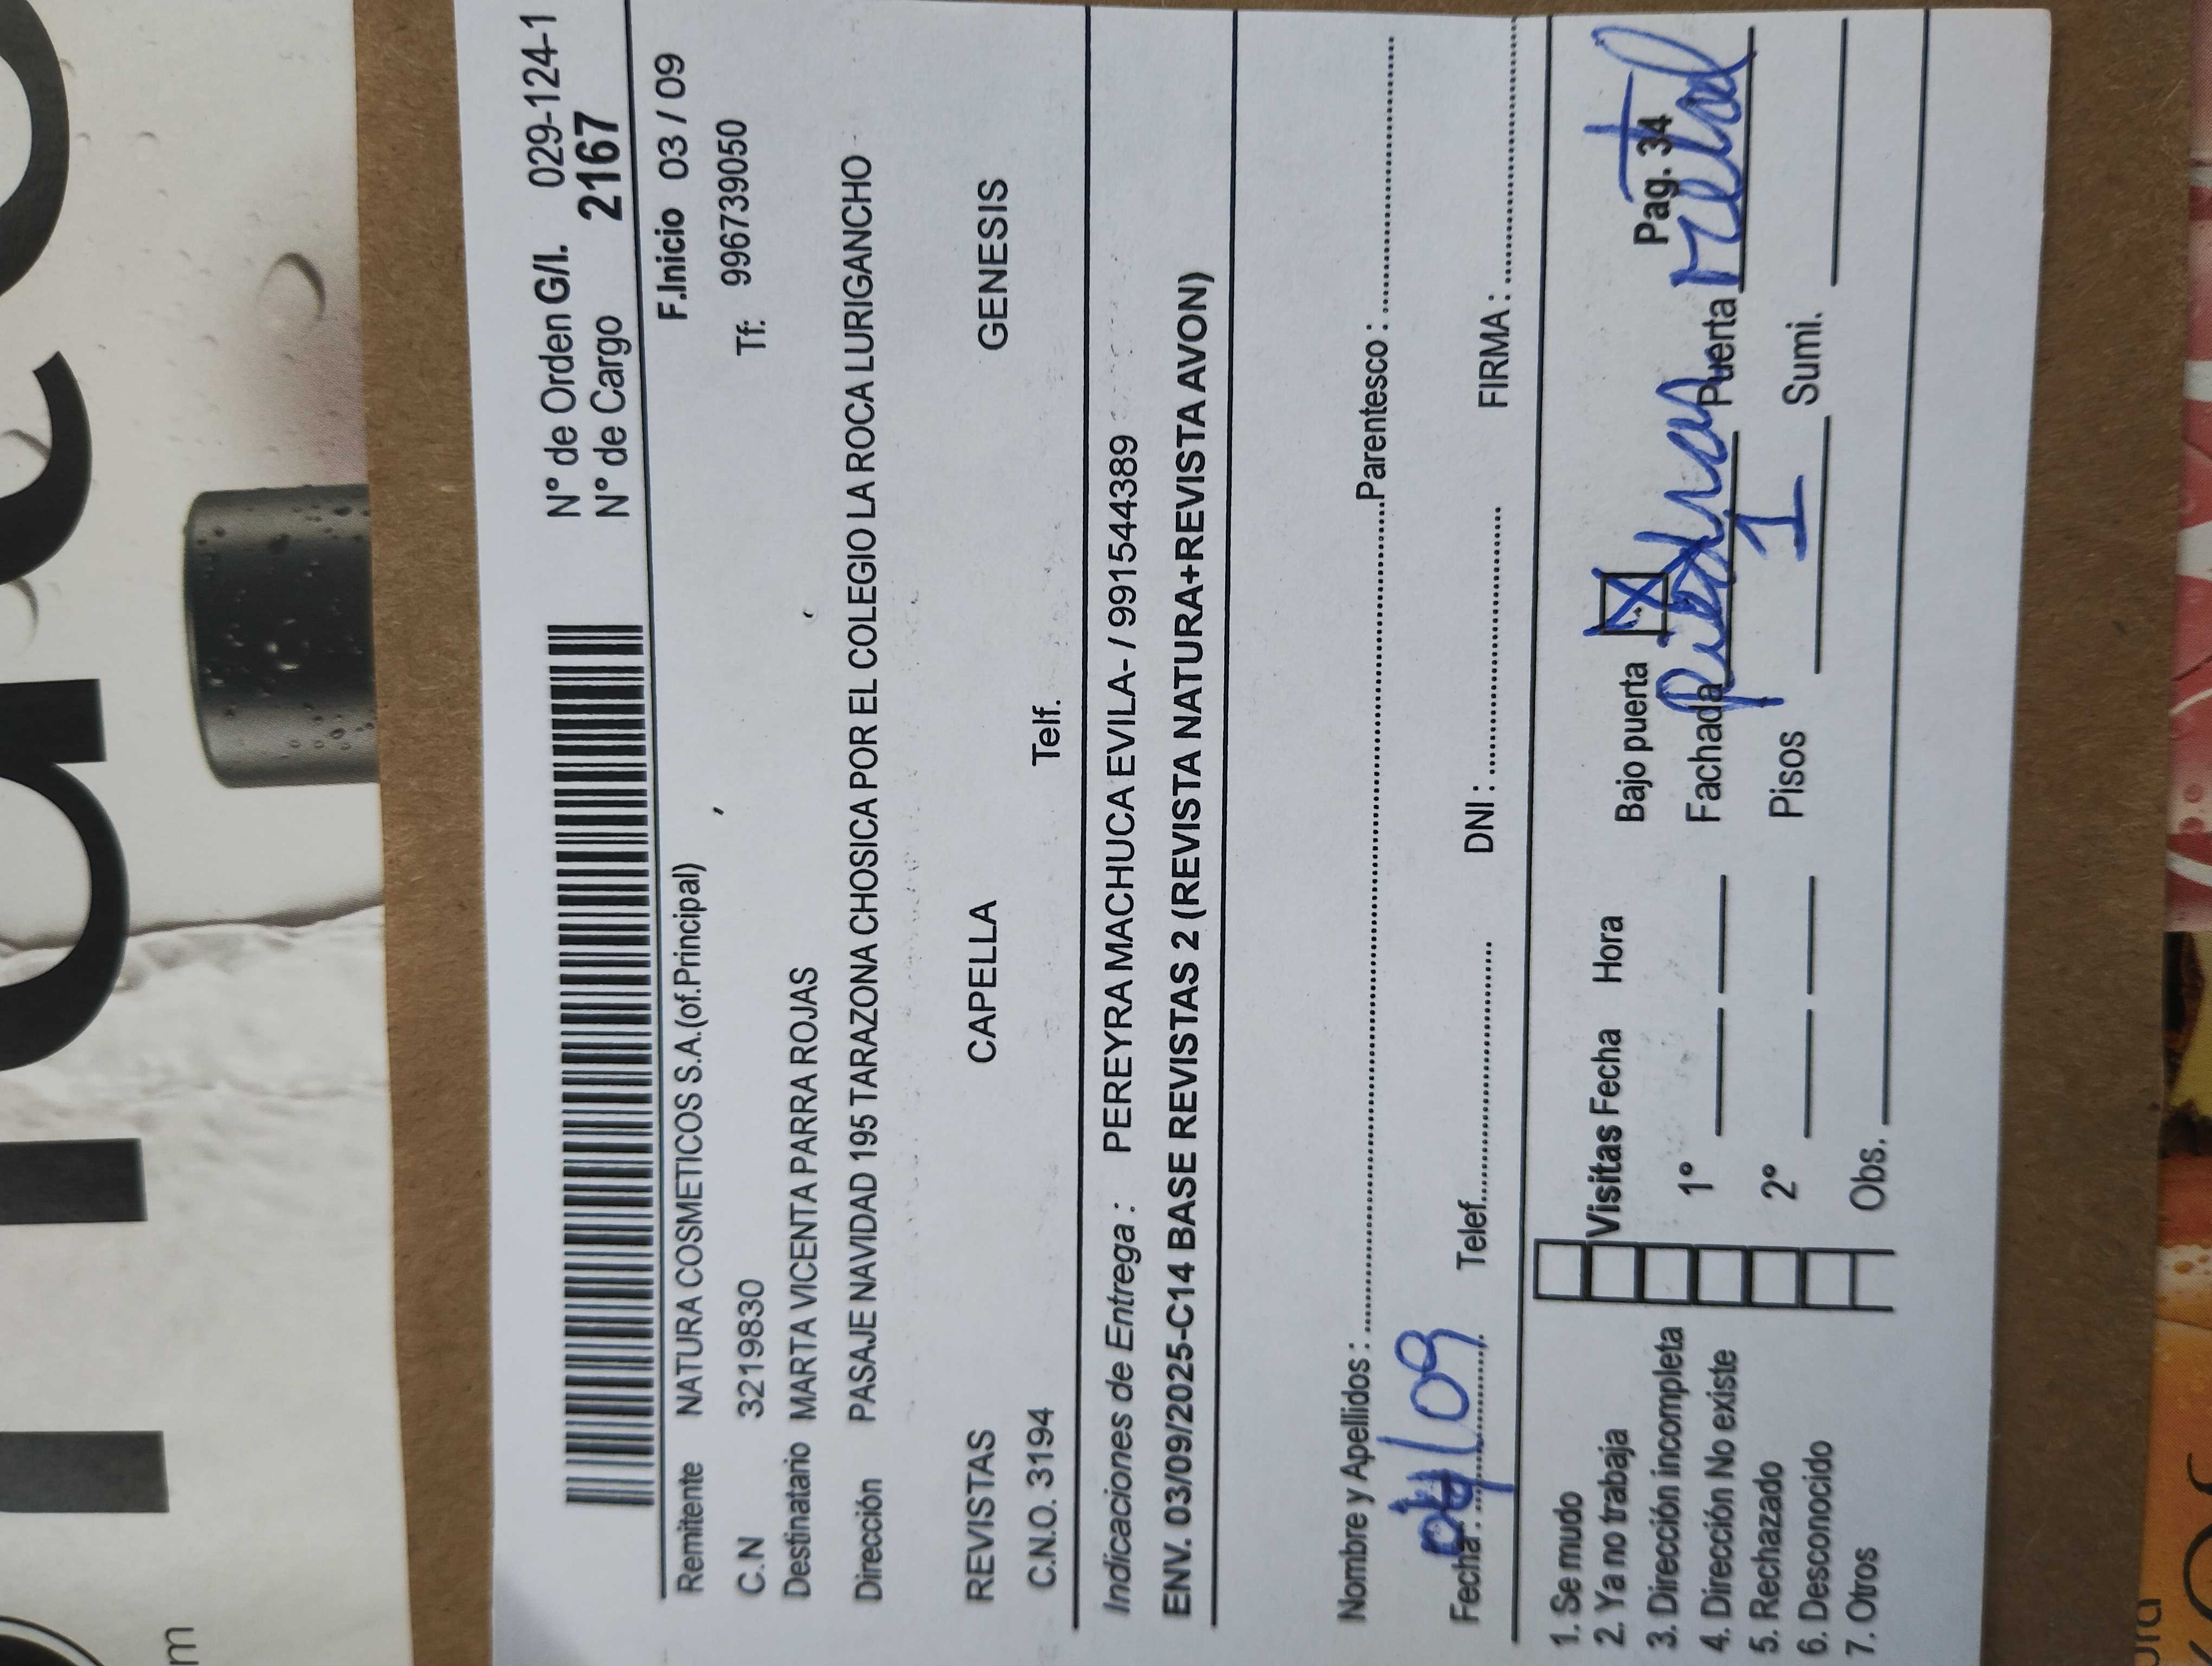 N° de Orden G/I. 029-124-1
N° de Cargo 2167
F.Inicio 03 / 09
Remitente NATURA COSMETICOS S.A.(of.Principal)
C.N 3219830 Tf: 9967390050
Destinatario MARTA VICENTA PARRA ROJAS
Dirección PASAJE NAVIDAD 195 TARAZONA CHOSICA POR EL COLEGIO LA ROCA LURIGANCHO
REVISTAS CAPELLA GENESIS
C.N.O. 3194 Telf.
Indicaciones de Entrega : PEREYRA MACHUCA EVILA- / 991544389
ENV. 03/09/2025-C14 BASE REVISTAS 2 (REVISTA NATURA+REVISTA AVON)
Nombre y Apellidos : Parentesco :
Fecha : 04/09 Telef. DNI : FIRMA :
1. Se mudo
2. Ya no trabaja
3. Dirección incompleta
4. Dirección No existe
5. Rechazado
6. Desconocido
7. Otros
Visitas Fecha Hora
1°
2°
Obs.
Bajo puerta X Pag. 34
Fachada Piedra Puerta metal
Pisos 1 Sumi.
m